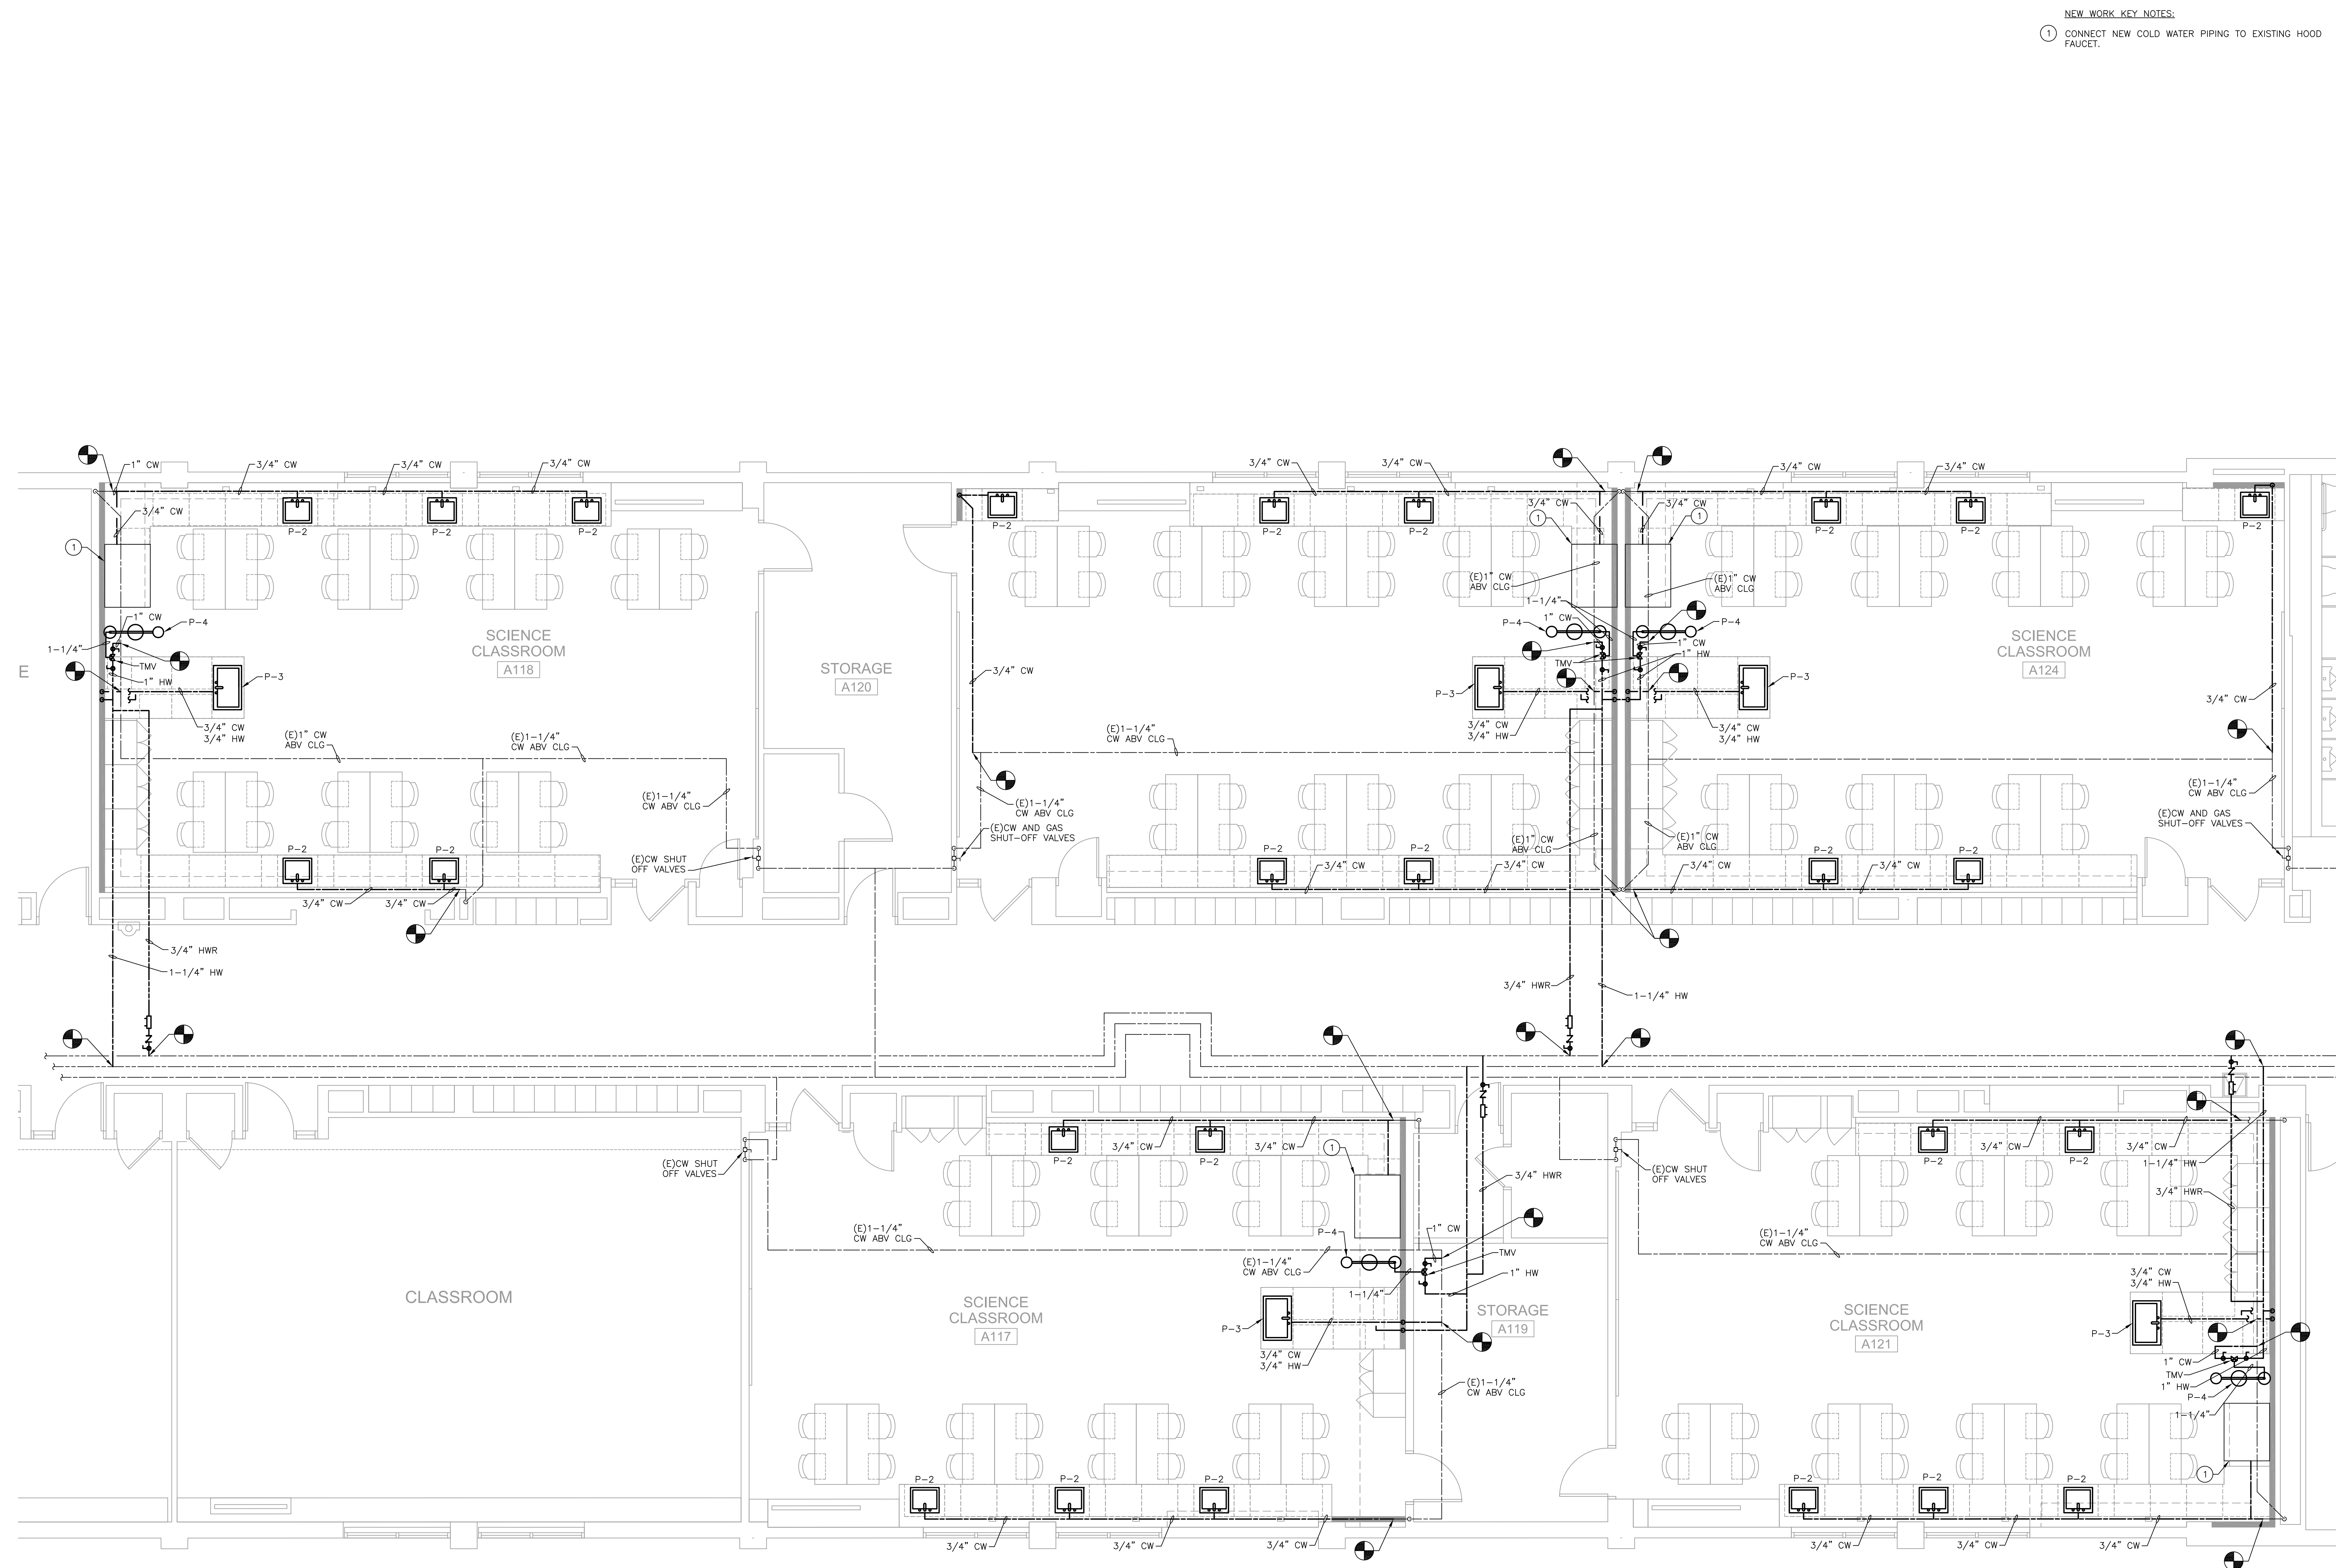 NEW WORK KEY NOTES:
1 CONNECT NEW COLD WATER PIPING TO EXISTING HOOD
FAUCET.
1" CW
3/4" CW
3/4" CW
3/4" CW
3/4" CW
P-2
P-2
P-2
1
P-4
1" CW
1-1/4"
TMV
1" HW
P-3
3/4" CW
3/4" HW
SCIENCE
CLASSROOM
A118
(E)1" CW
ABV CLG
(E)1-1/4"
CW ABV CLG
(E)1-1/4"
CW ABV CLG
(E)CW SHUT
OFF VALVES
P-2
P-2
3/4" CW
3/4" CW
3/4" HWR
1-1/4" HW
E
STORAGE
A120
P-2
3/4" CW
(E)1-1/4"
CW ABV CLG
(E)1-1/4"
CW ABV CLG
(E)CW AND GAS
SHUT-OFF VALVES
3/4" CW
3/4" CW
3/4" CW
P-2
P-2
1
(E)1" CW
ABV CLG
1-1/4"
1" CW
P-4
TMV
P-3
3/4" CW
3/4" HW
(E)1" CW
ABV CLG
P-2
P-2
3/4" CW
3/4" CW
3/4" HWR
1-1/4" HW
3/4" CW
3/4" CW
3/4" CW
1
P-2
P-2
P-2
(E)1" CW
ABV CLG
P-4
1" CW
1" HW
P-3
3/4" CW
3/4" HW
SCIENCE
CLASSROOM
A124
3/4" CW
(E)1-1/4"
CW ABV CLG
(E)CW AND GAS
SHUT-OFF VALVES
(E)1" CW
ABV CLG
P-2
P-2
3/4" CW
3/4" CW
CLASSROOM
(E)CW SHUT
OFF VALVES
P-2
P-2
3/4" CW
3/4" CW
1
(E)1-1/4"
CW ABV CLG
P-4
(E)1-1/4"
CW ABV CLG
1-1/4"
SCIENCE
CLASSROOM
A117
P-3
3/4" CW
3/4" HW
3/4" HWR
1" CW
TMV
1" HW
STORAGE
A119
(E)1-1/4"
CW ABV CLG
P-2
P-2
P-2
3/4" CW
3/4" CW
3/4" CW
(E)CW SHUT
OFF VALVES
P-2
P-2
3/4" CW
3/4" CW
1-1/4" HW
3/4" HWR
(E)1-1/4"
CW ABV CLG
3/4" CW
3/4" HW
SCIENCE
CLASSROOM
A121
P-3
1" CW
TMV
1" HW
P-4
1-1/4"
1
P-2
P-2
P-2
3/4" CW
3/4" CW
3/4" CW